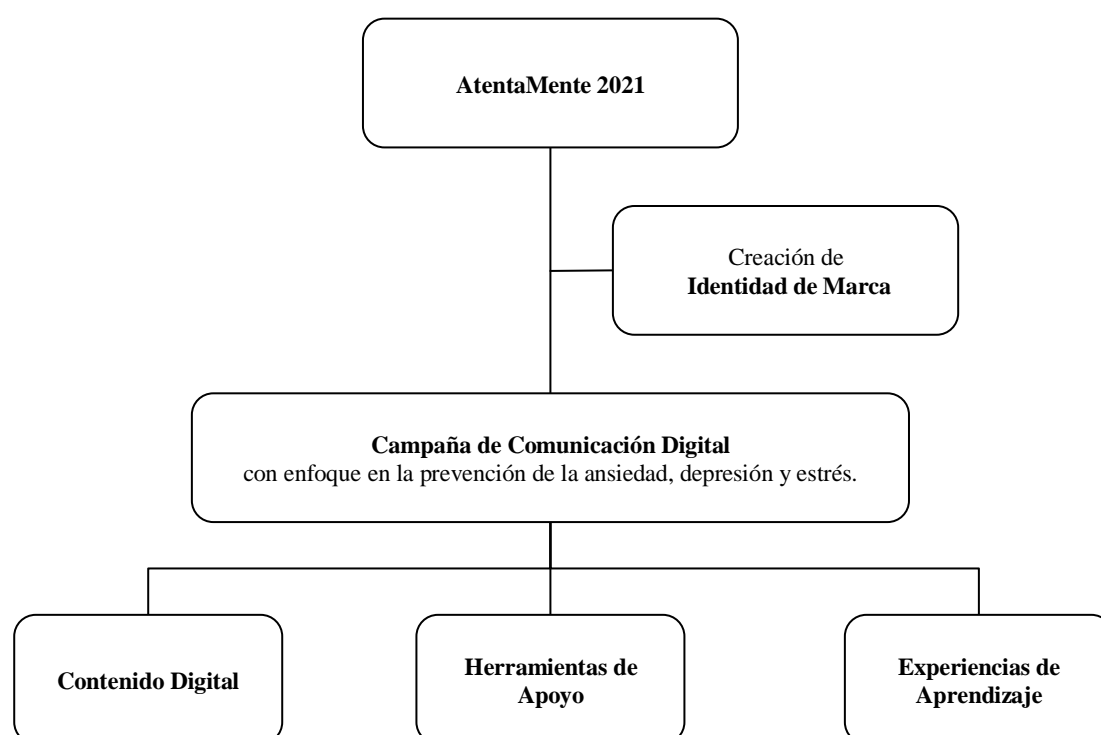 AtentaMente 2021
Creación de
Identidad de Marca
Campaña de Comunicación Digital
con enfoque en la prevención de la ansiedad, depresión y estrés.
Contenido Digital
Herramientas de
Apoyo
Experiencias de
Aprendizaje